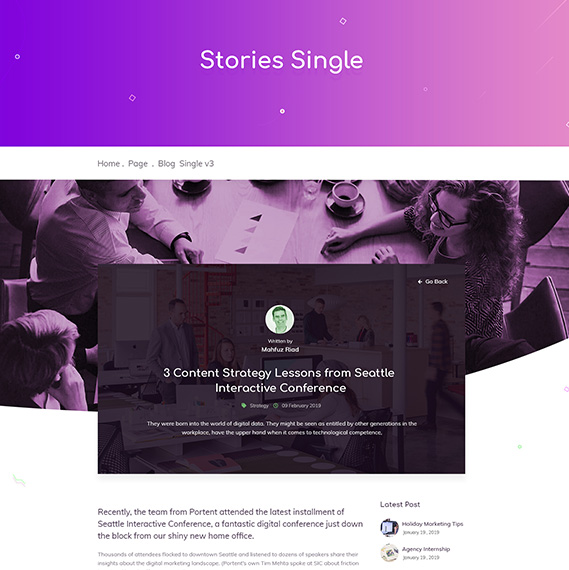 Stories Single
Home . Page . Blog Single v3
Go Back
Written by
Mahfuz Riad
3 Content Strategy Lessons from Seattle
Interactive Conference
Strategy 09 February 2019
They were born into the world of digital data. They might be seen as entitled by other generations in the
workplace, have the upper hand when it comes to technological competence,
Recently, the team from Portent attended the latest installment of
Seattle Interactive Conference, a fantastic digital conference just down
the block from our shiny new home office.
Thousands of attendees flocked to downtown Seattle and listened to dozens of speakers share their
insights about the digital marketing landscape. (Portent's own Tim Mehta spoke at SIC about friction
Latest Post
Holiday Marketing Tips
January 19, 2019
Agency Internship
January 19, 2019